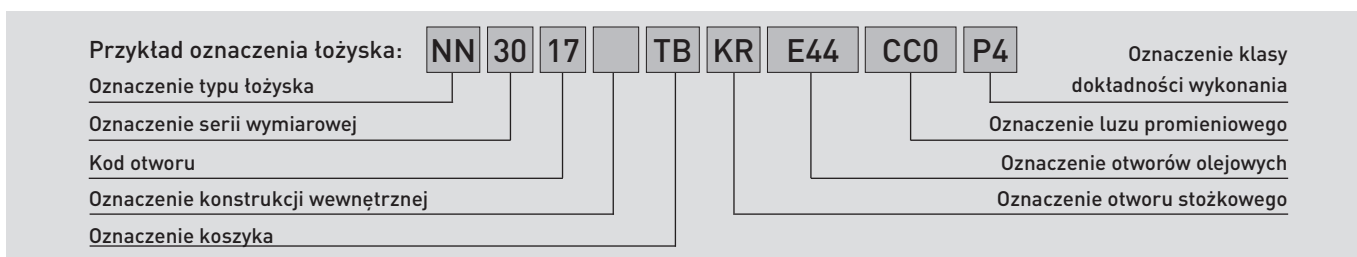 Przykład oznaczenia łożyska: NN 30 17 TB KR E44 CC0 P4
Oznaczenie typu łożyska
Oznaczenie serii wymiarowej
Kod otworu
Oznaczenie konstrukcji wewnętrznej
Oznaczenie koszyka
Oznaczenie klasy
dokładności wykonania
Oznaczenie luzu promieniowego
Oznaczenie otworów olejowych
Oznaczenie otworu stożkowego